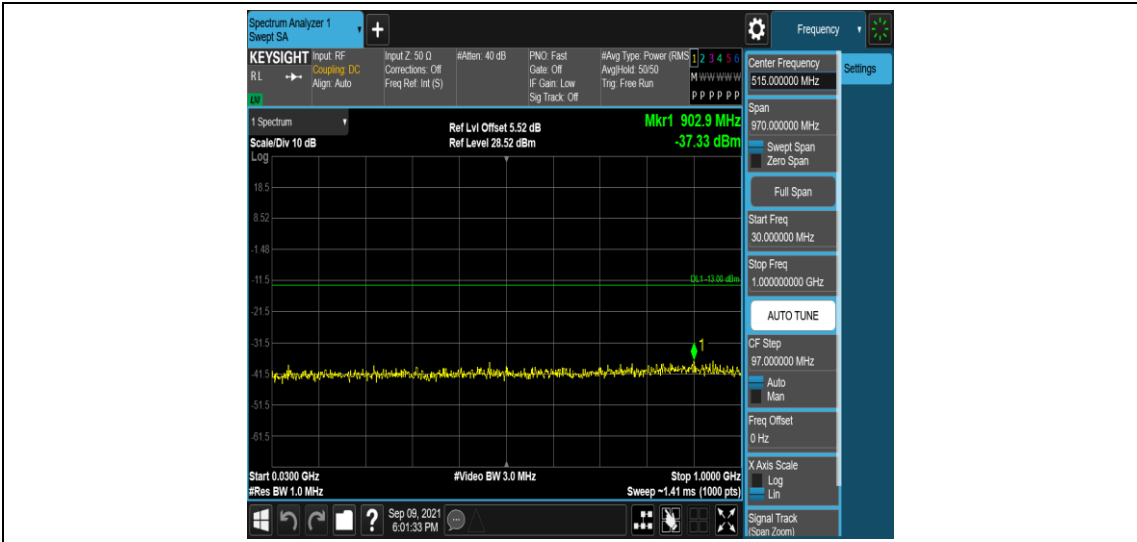 Spectrum Analyzer 1
Swept SA
Frequency
KEYSIGHT
RL
LNI
Input: RF
Coupling: DC
Align: Auto
Input Z: 50 Ω
Corrections: Off
Freq Ref: Int (S)
#Atten: 40 dB
PNO: Fast
Gate: Off
IF Gain: Low
Sig Track: Off
#Avg Type: Power (RMS
Avg|Hold: 50/50
Trig: Free Run
1 2 3 4 5 6
M W W W W W
P P P P P P
1 Spectrum
Scale/Div 10 dB
Ref Lvl Offset 5.52 dB
Ref Level 28.52 dBm
Mkr1 902.9 MHz
-37.33 dBm
Log
18.5
8.52
-1.48
-11.5
DL1 -13.00 dBm
-21.5
-31.5
1
-41.5
-51.5
-61.5
Start 0.0300 GHz
#Res BW 1.0 MHz
#Video BW 3.0 MHz
Stop 1.0000 GHz
Sweep ~1.41 ms (1000 pts)
Sep 09, 2021
6:01:33 PM
Center Frequency
515.000000 MHz
Settings
Span
970.000000 MHz
Swept Span
Zero Span
Full Span
Start Freq
30.000000 MHz
Stop Freq
1.000000000 GHz
AUTO TUNE
CF Step
97.000000 MHz
Auto
Man
Freq Offset
0 Hz
X Axis Scale
Log
Lin
Signal Track
(Span Zoom)